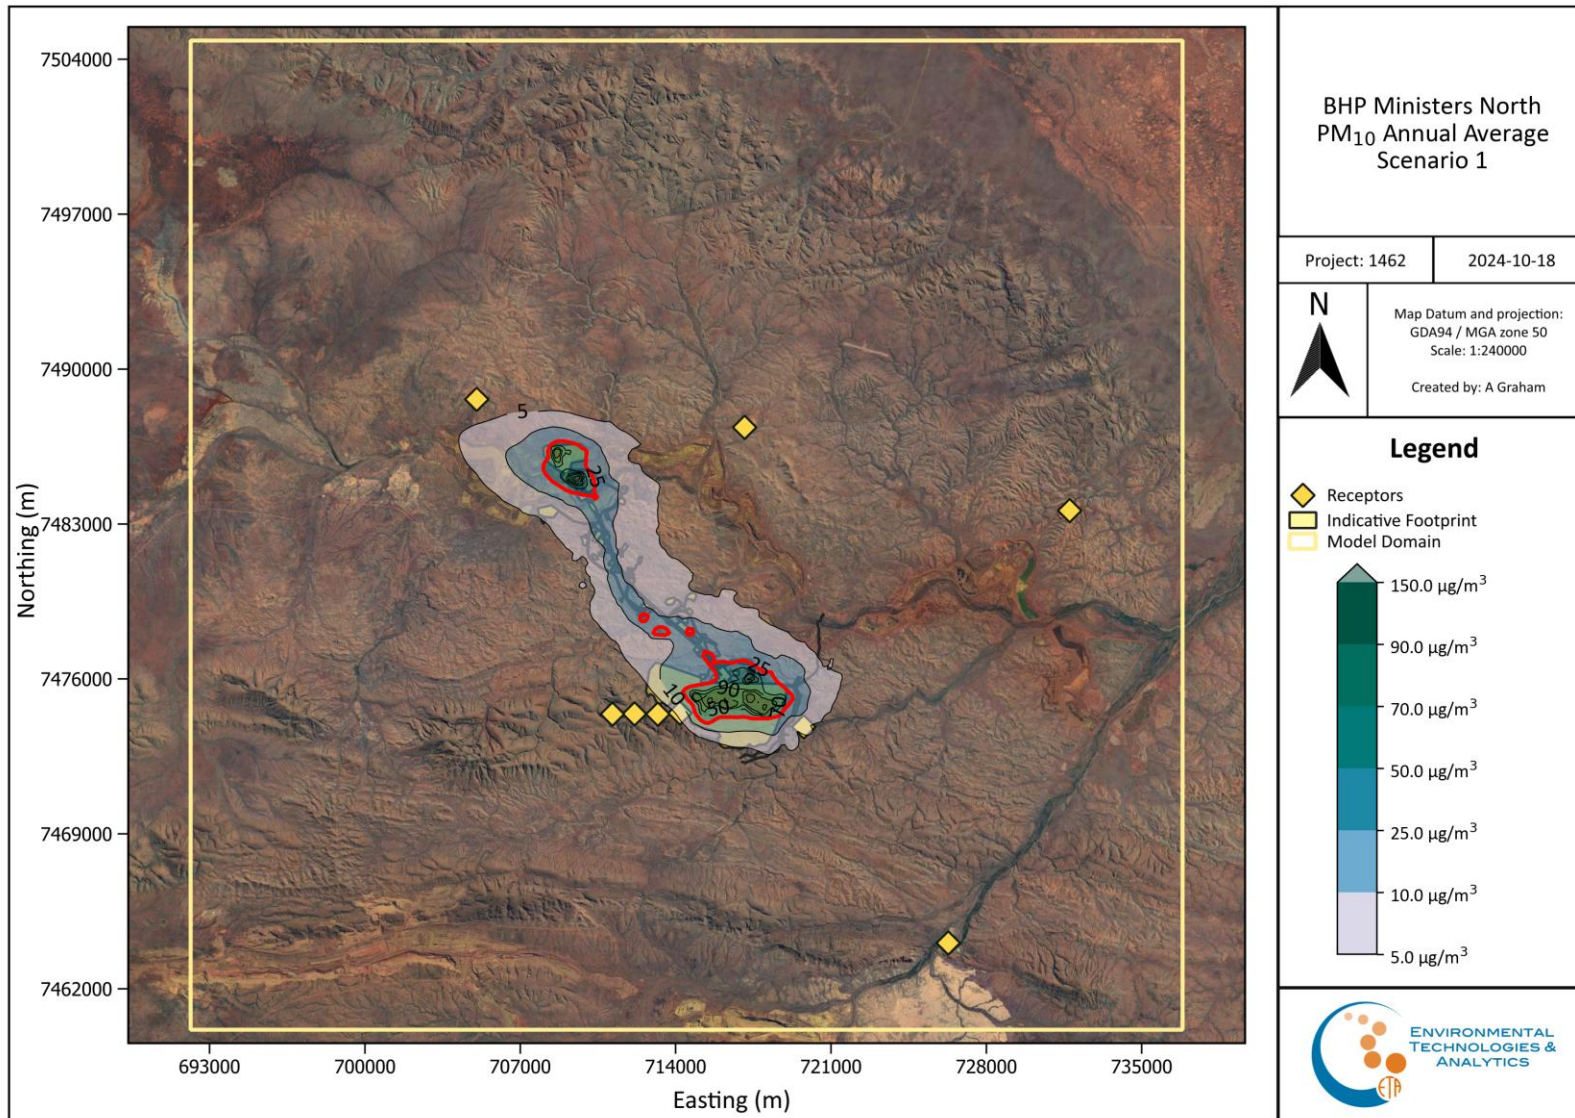 7504000
7497000
7490000
7483000
7476000
7469000
7462000
Northing (m)
693000
700000
707000
714000
721000
728000
735000
Easting (m)
5
25
25
10
90
50
70
BHP Ministers North
PM10 Annual Average
Scenario 1
Project: 1462
2024-10-18
N
Map Datum and projection:
GDA94 / MGA zone 50
Scale: 1:240000
Created by: A Graham
Legend
Receptors
Indicative Footprint
Model Domain
150.0 µg/m³
90.0 µg/m³
70.0 µg/m³
50.0 µg/m³
25.0 µg/m³
10.0 µg/m³
5.0 µg/m³
ENVIRONMENTAL
TECHNOLOGIES &
ANALYTICS
ETA